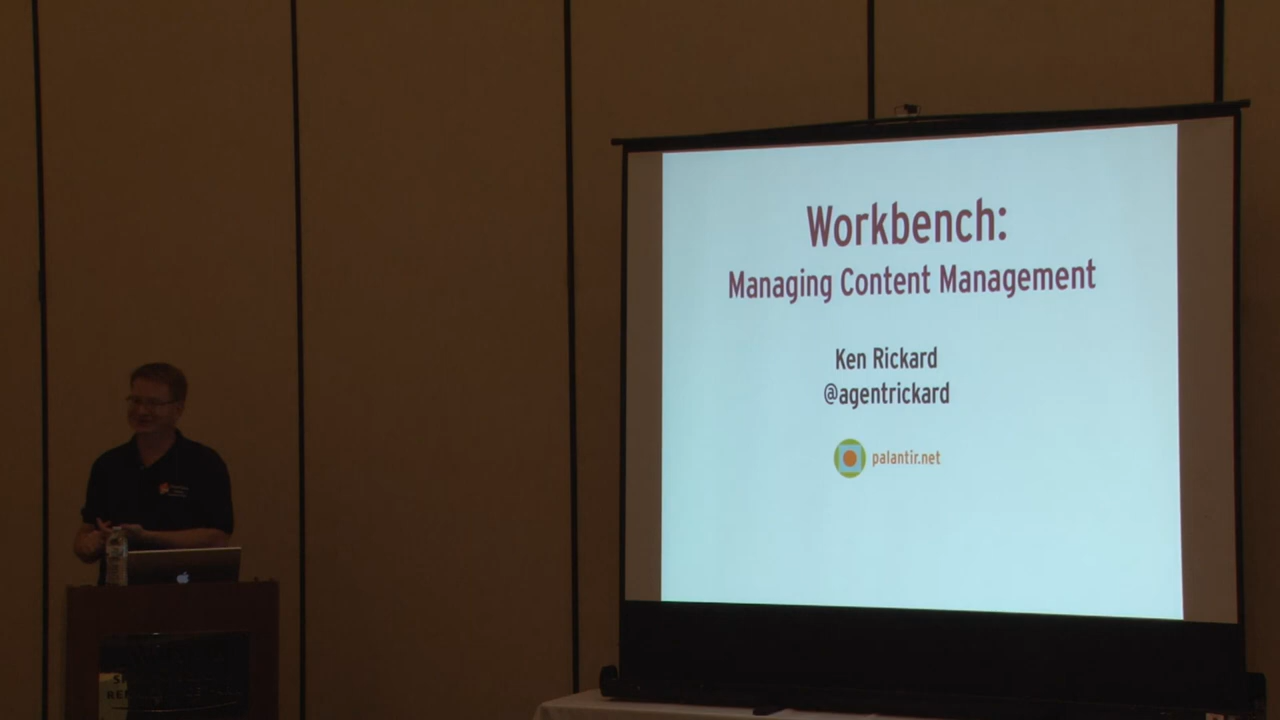 Workbench:
Managing Content Management
Ken Rickard
@agentrickard
palantir.net